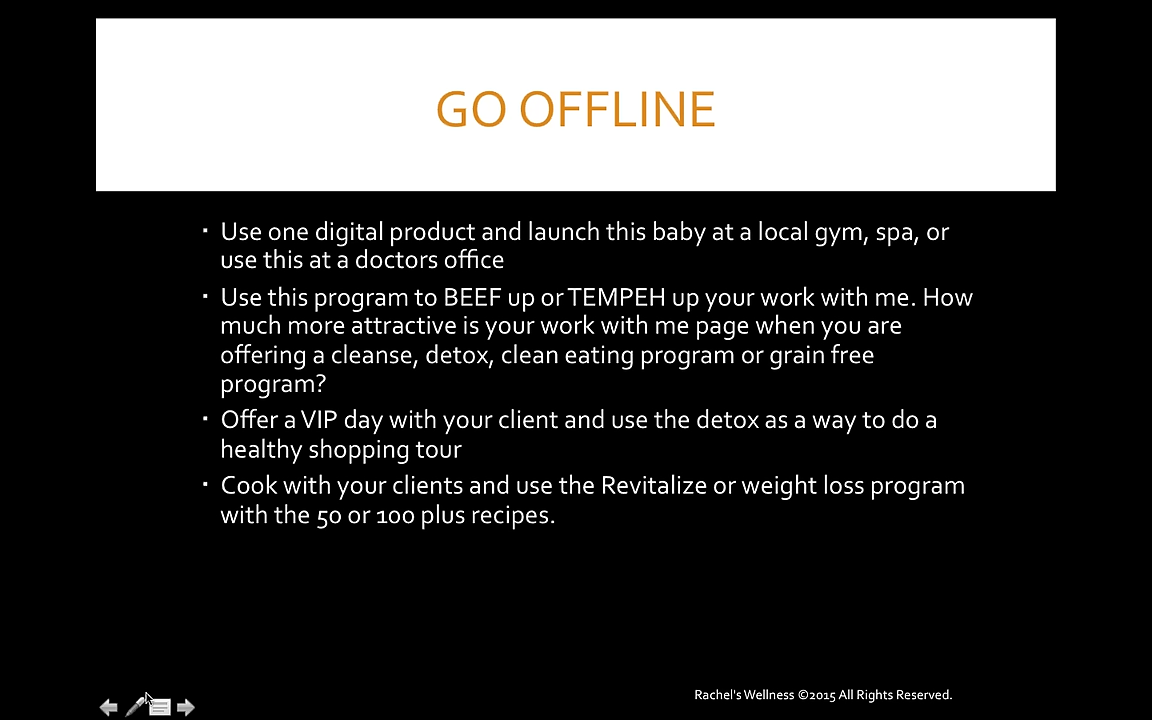 GO OFFLINE
▪ Use one digital product and launch this baby at a local gym, spa, or
use this at a doctors office
▪ Use this program to BEEF up or TEMPEH up your work with me. How
much more attractive is your work with me page when you are
offering a cleanse, detox, clean eating program or grain free
program?
▪ Offer a VIP day with your client and use the detox as a way to do a
healthy shopping tour
▪ Cook with your clients and use the Revitalize or weight loss program
with the 50 or 100 plus recipes.
Rachel's Wellness ©2015 All Rights Reserved.